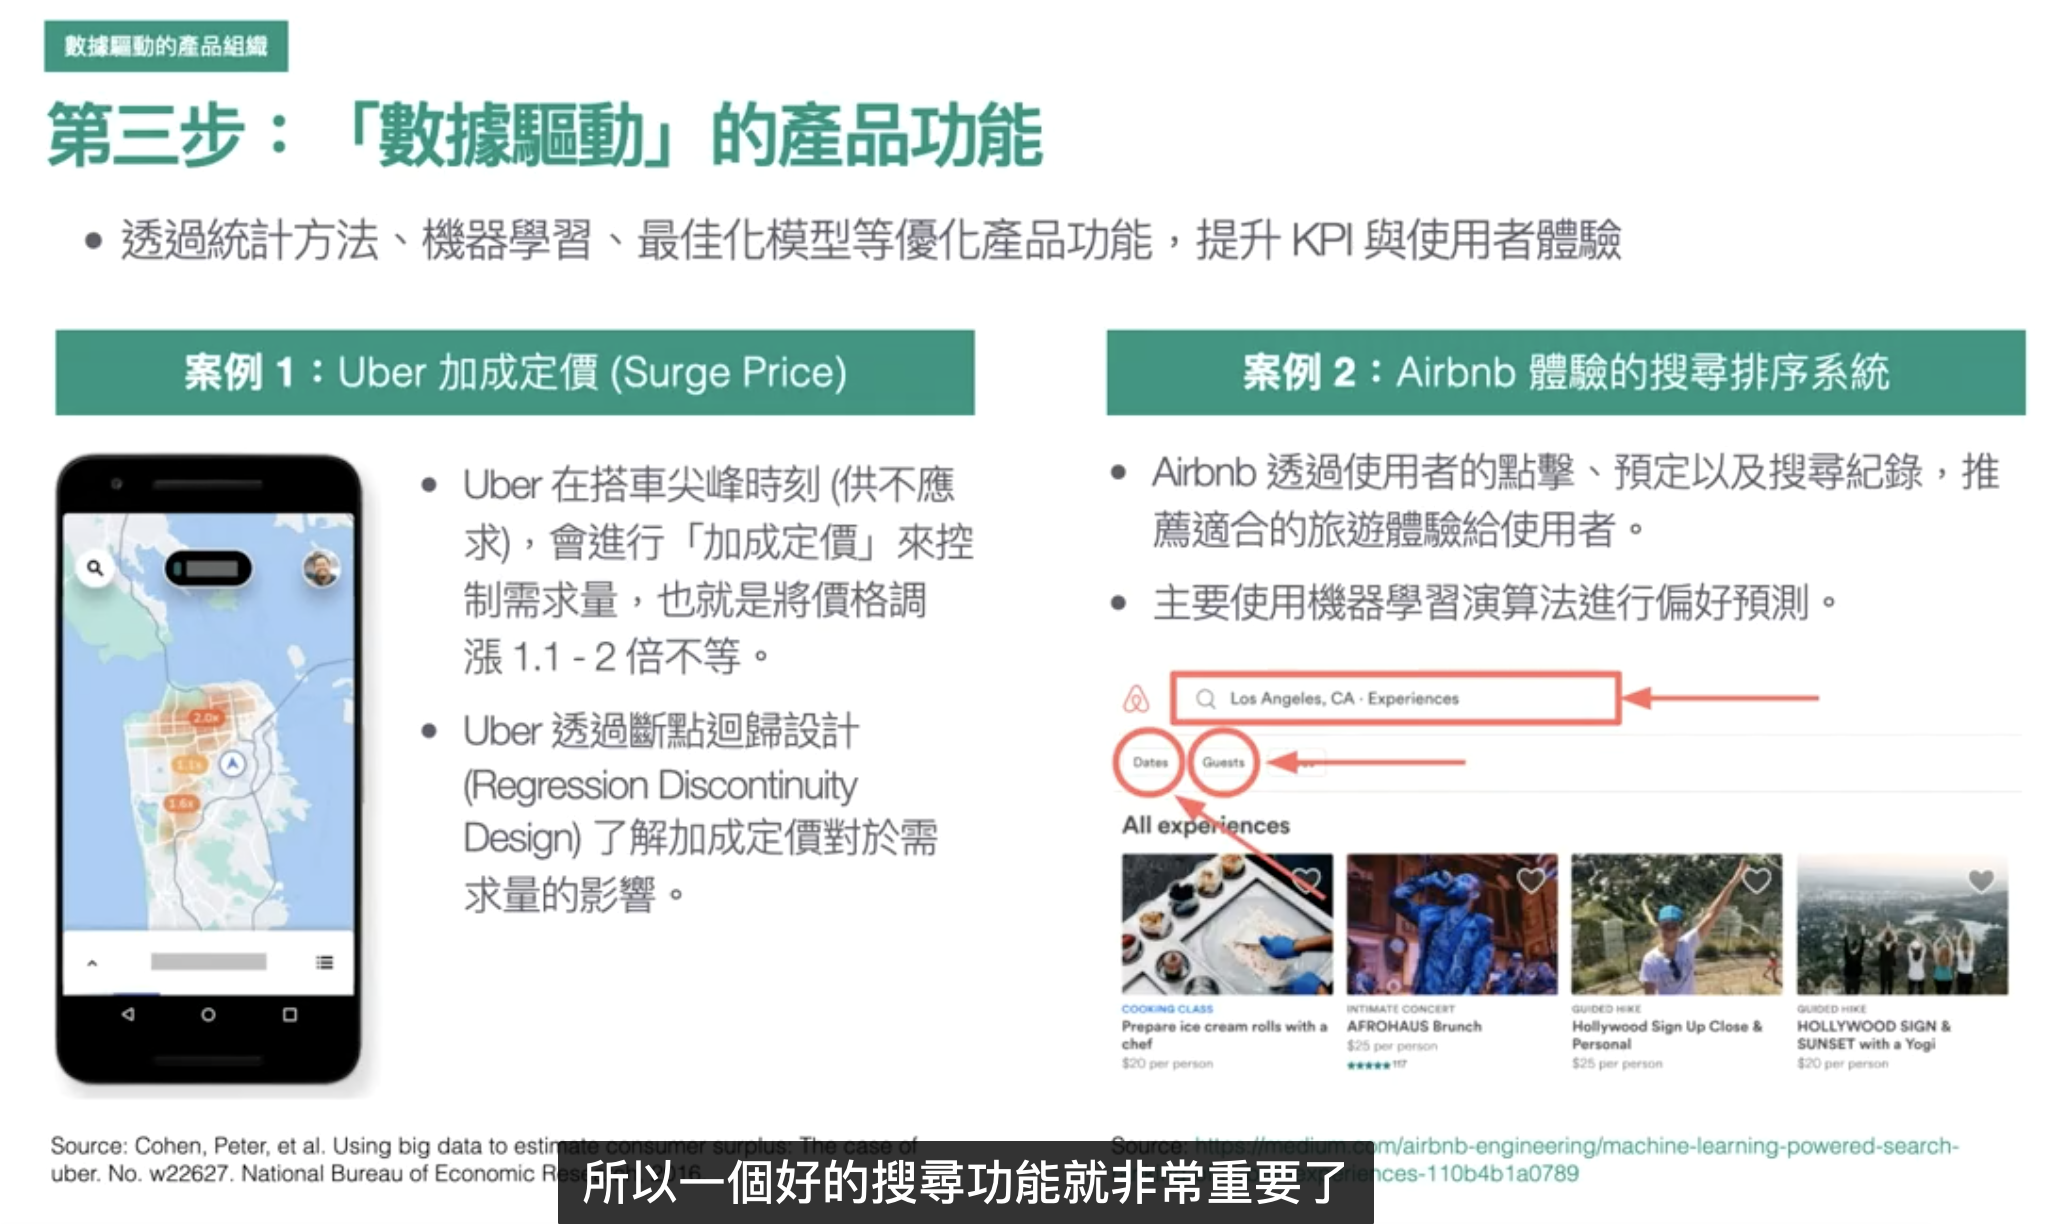 數據驅動的產品組織
第三步：「數據驅動」的產品功能
• 透過統計方法、機器學習、最佳化模型等優化產品功能，提升 KPI 與使用者體驗
案例 1：Uber 加成定價 (Surge Price)
2.0x
1.1x
1.6x
• Uber 在搭車尖峰時刻 (供不應
求)，會進行「加成定價」來控
制需求量，也就是將價格調
漲 1.1 - 2 倍不等。
• Uber 透過斷點迴歸設計
(Regression Discontinuity
Design) 了解加成定價對於需
求量的影響。
Source: Cohen, Peter, et al. Using big data to estimate consumer surplus: The case of
uber. No. w22627. National Bureau of Economic Research, 2016.
案例 2：Airbnb 體驗的搜尋排序系統
• Airbnb 透過使用者的點擊、預定以及搜尋紀錄，推
薦適合的旅遊體驗給使用者。
• 主要使用機器學習演算法進行偏好預測。
Los Angeles, CA · Experiences
Dates
Guests
All experiences
COOKING CLASS
Prepare ice cream rolls with a
chef
$20 per person
INTIMATE CONCERT
AFROHAUS Brunch
$25 per person
★★★★★ 117
GUIDED HIKE
Hollywood Sign Up Close &
Personal
$25 per person
GUIDED HIKE
HOLLYWOOD SIGN &
SUNSET with a Yogi
$20 per person
Source: https://medium.com/airbnb-engineering/machine-learning-powered-search-
experiences-110b4b1a0789
所以一個好的搜尋功能就非常重要了